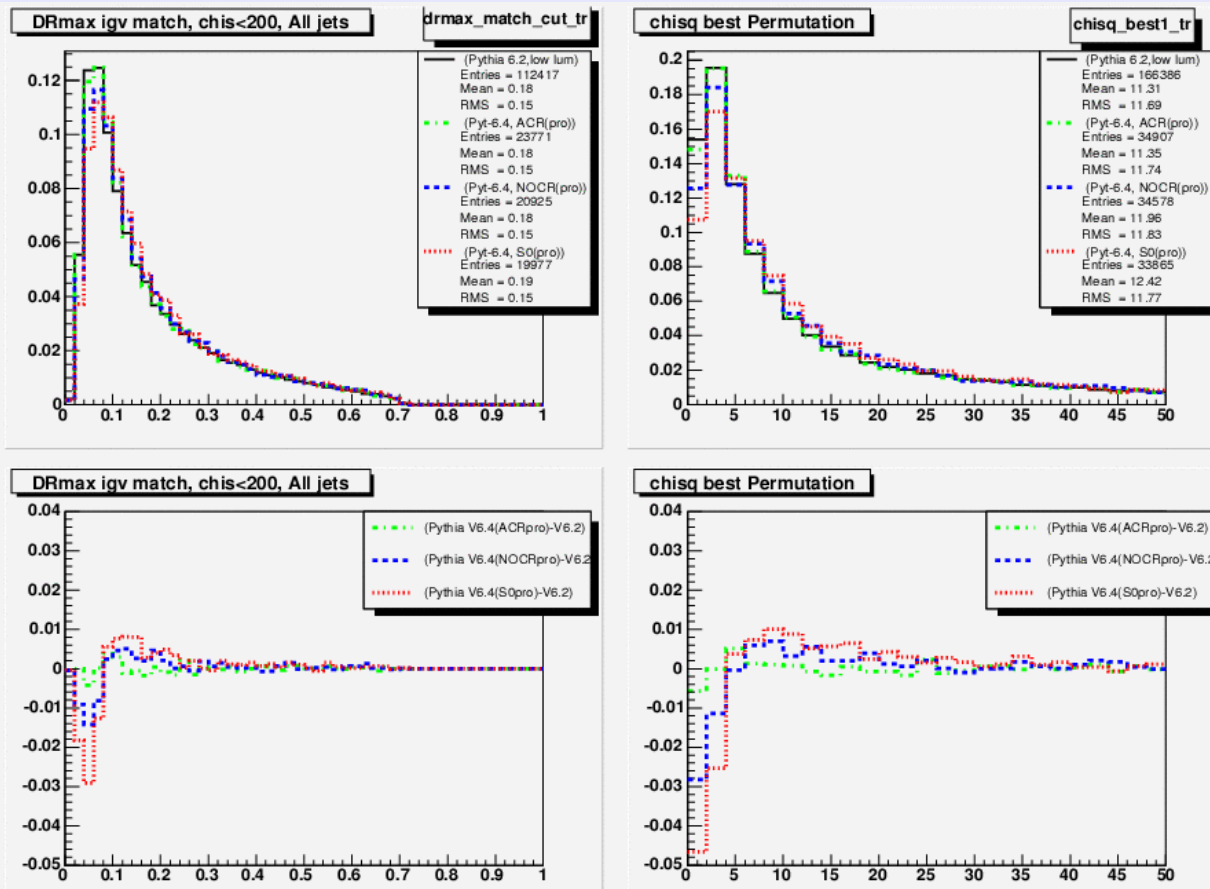 DRmax igv match, chis<200, All jets
drmax_match_cut_tr
(Pythia 6.2,low lum)
Entries = 112417
Mean = 0.18
RMS = 0.15
(Pyt-6.4, ACR(pro))
Entries = 23771
Mean = 0.18
RMS = 0.15
(Pyt-6.4, NOCR(pro))
Entries = 20925
Mean = 0.18
RMS = 0.15
(Pyt-6.4, S0(pro))
Entries = 19977
Mean = 0.19
RMS = 0.15
0.12
0.1
0.08
0.06
0.04
0.02
0
0 0.1 0.2 0.3 0.4 0.5 0.6 0.7 0.8 0.9 1
chisq best Permutation
chisq_best1_tr
(Pythia 6.2,low lum)
Entries = 166386
Mean = 11.31
RMS = 11.69
(Pyt-6.4, ACR(pro))
Entries = 34907
Mean = 11.35
RMS = 11.74
(Pyt-6.4, NOCR(pro))
Entries = 34578
Mean = 11.96
RMS = 11.83
(Pyt-6.4, S0(pro))
Entries = 33865
Mean = 12.42
RMS = 11.77
0.2
0.18
0.16
0.14
0.12
0.1
0.08
0.06
0.04
0.02
0
0 5 10 15 20 25 30 35 40 45 50
DRmax igv match, chis<200, All jets
(Pythia V6.4(ACRpro)-V6.2)
(Pythia V6.4(NOCRpro)-V6.2
(Pythia V6.4(S0pro)-V6.2)
0.04
0.03
0.02
0.01
0
-0.01
-0.02
-0.03
-0.04
-0.05
0 0.1 0.2 0.3 0.4 0.5 0.6 0.7 0.8 0.9 1
chisq best Permutation
(Pythia V6.4(ACRpro)-V6.2)
(Pythia V6.4(NOCRpro)-V6.2
(Pythia V6.4(S0pro)-V6.2)
0.04
0.03
0.02
0.01
0
-0.01
-0.02
-0.03
-0.04
-0.05
0 5 10 15 20 25 30 35 40 45 50